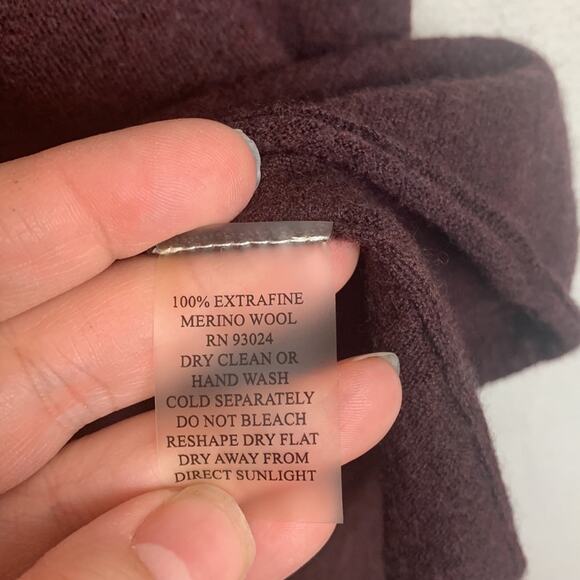 100% EXTRAFINE
MERINO WOOL
RN 93024
DRY CLEAN OR
HAND WASH
COLD SEPARATELY
DO NOT BLEACH
RESHAPE DRY FLAT
DRY AWAY FROM
DIRECT SUNLIGHT